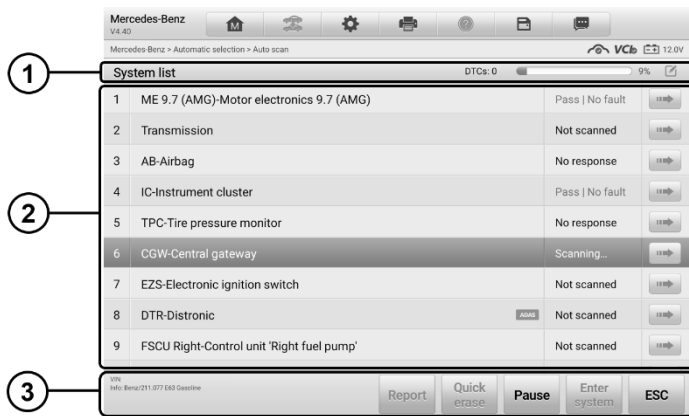 Mercedes-Benz
V4.40
Mercedes-Benz > Automatic selection > Auto scan
VCI 12.0V
1
System list DTCs: 0 9%
2
1 ME 9.7 (AMG)-Motor electronics 9.7 (AMG) Pass | No fault
2 Transmission Not scanned
3 AB-Airbag No response
4 IC-Instrument cluster Pass | No fault
5 TPC-Tire pressure monitor No response
6 CGW-Central gateway Scanning...
7 EZS-Electronic ignition switch Not scanned
8 DTR-Distronic ADAS Not scanned
9 FSCU Right-Control unit 'Right fuel pump' Not scanned
3
VIN
Info: Benz/211.077 E63 Gasoline
Report Quick erase Pause Enter system ESC